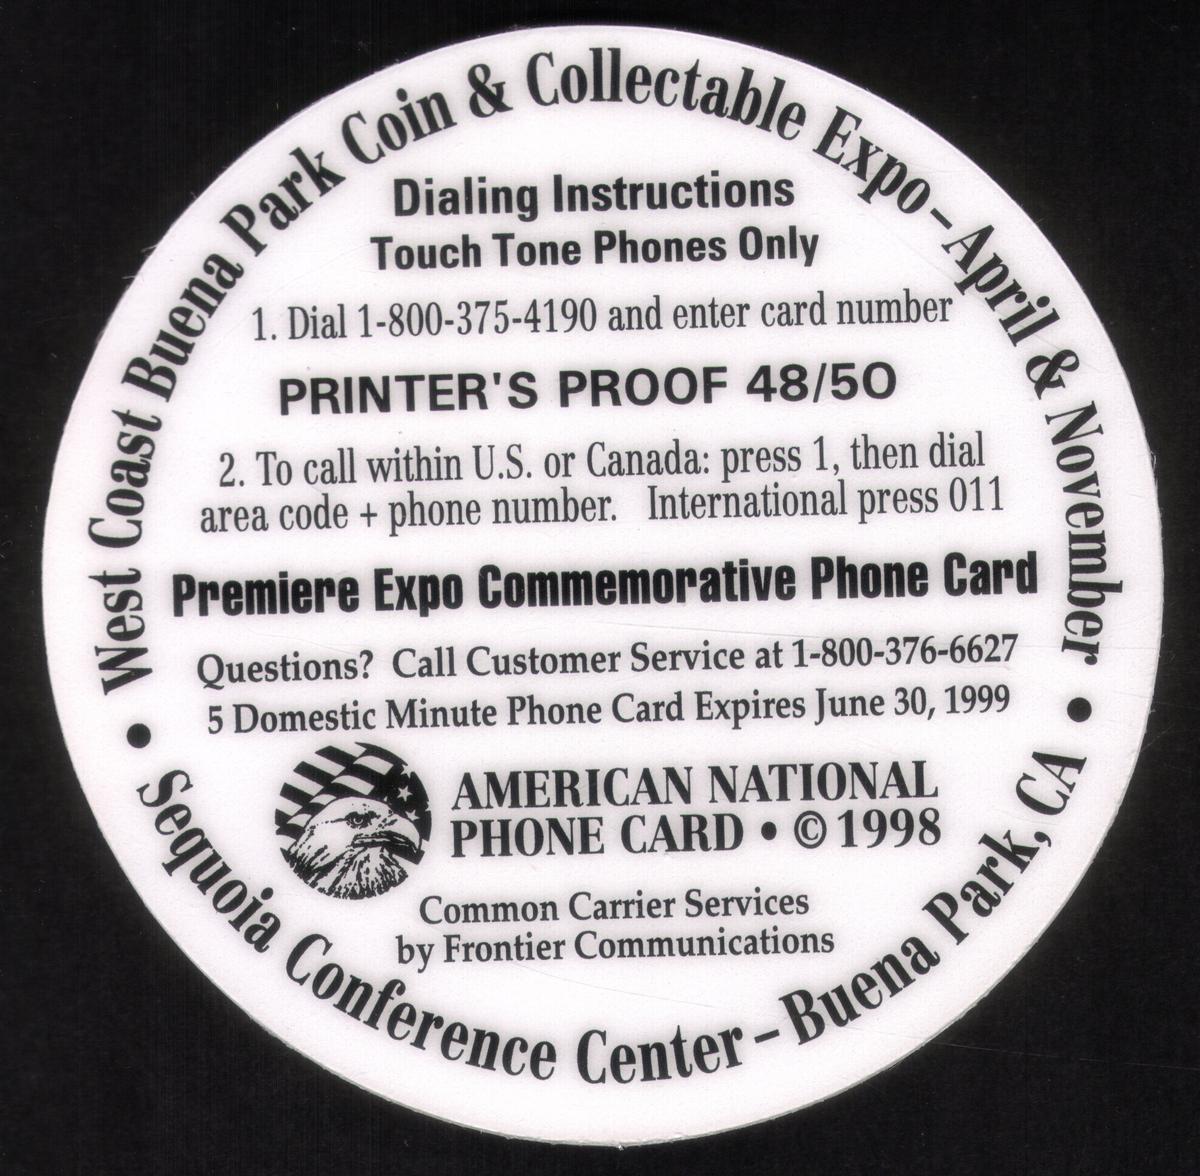 West Coast Buena Park Coin & Collectable Expo – April & November
Dialing Instructions
Touch Tone Phones Only
1. Dial 1-800-375-4190 and enter card number
PRINTER'S PROOF 48/50
2. To call within U.S. or Canada: press 1, then dial
area code + phone number. International press 011
Premiere Expo Commemorative Phone Card
Questions? Call Customer Service at 1-800-376-6627
5 Domestic Minute Phone Card Expires June 30, 1999
AMERICAN NATIONAL
PHONE CARD • © 1998
Common Carrier Services
by Frontier Communications
• Sequoia Conference Center – Buena Park, CA •